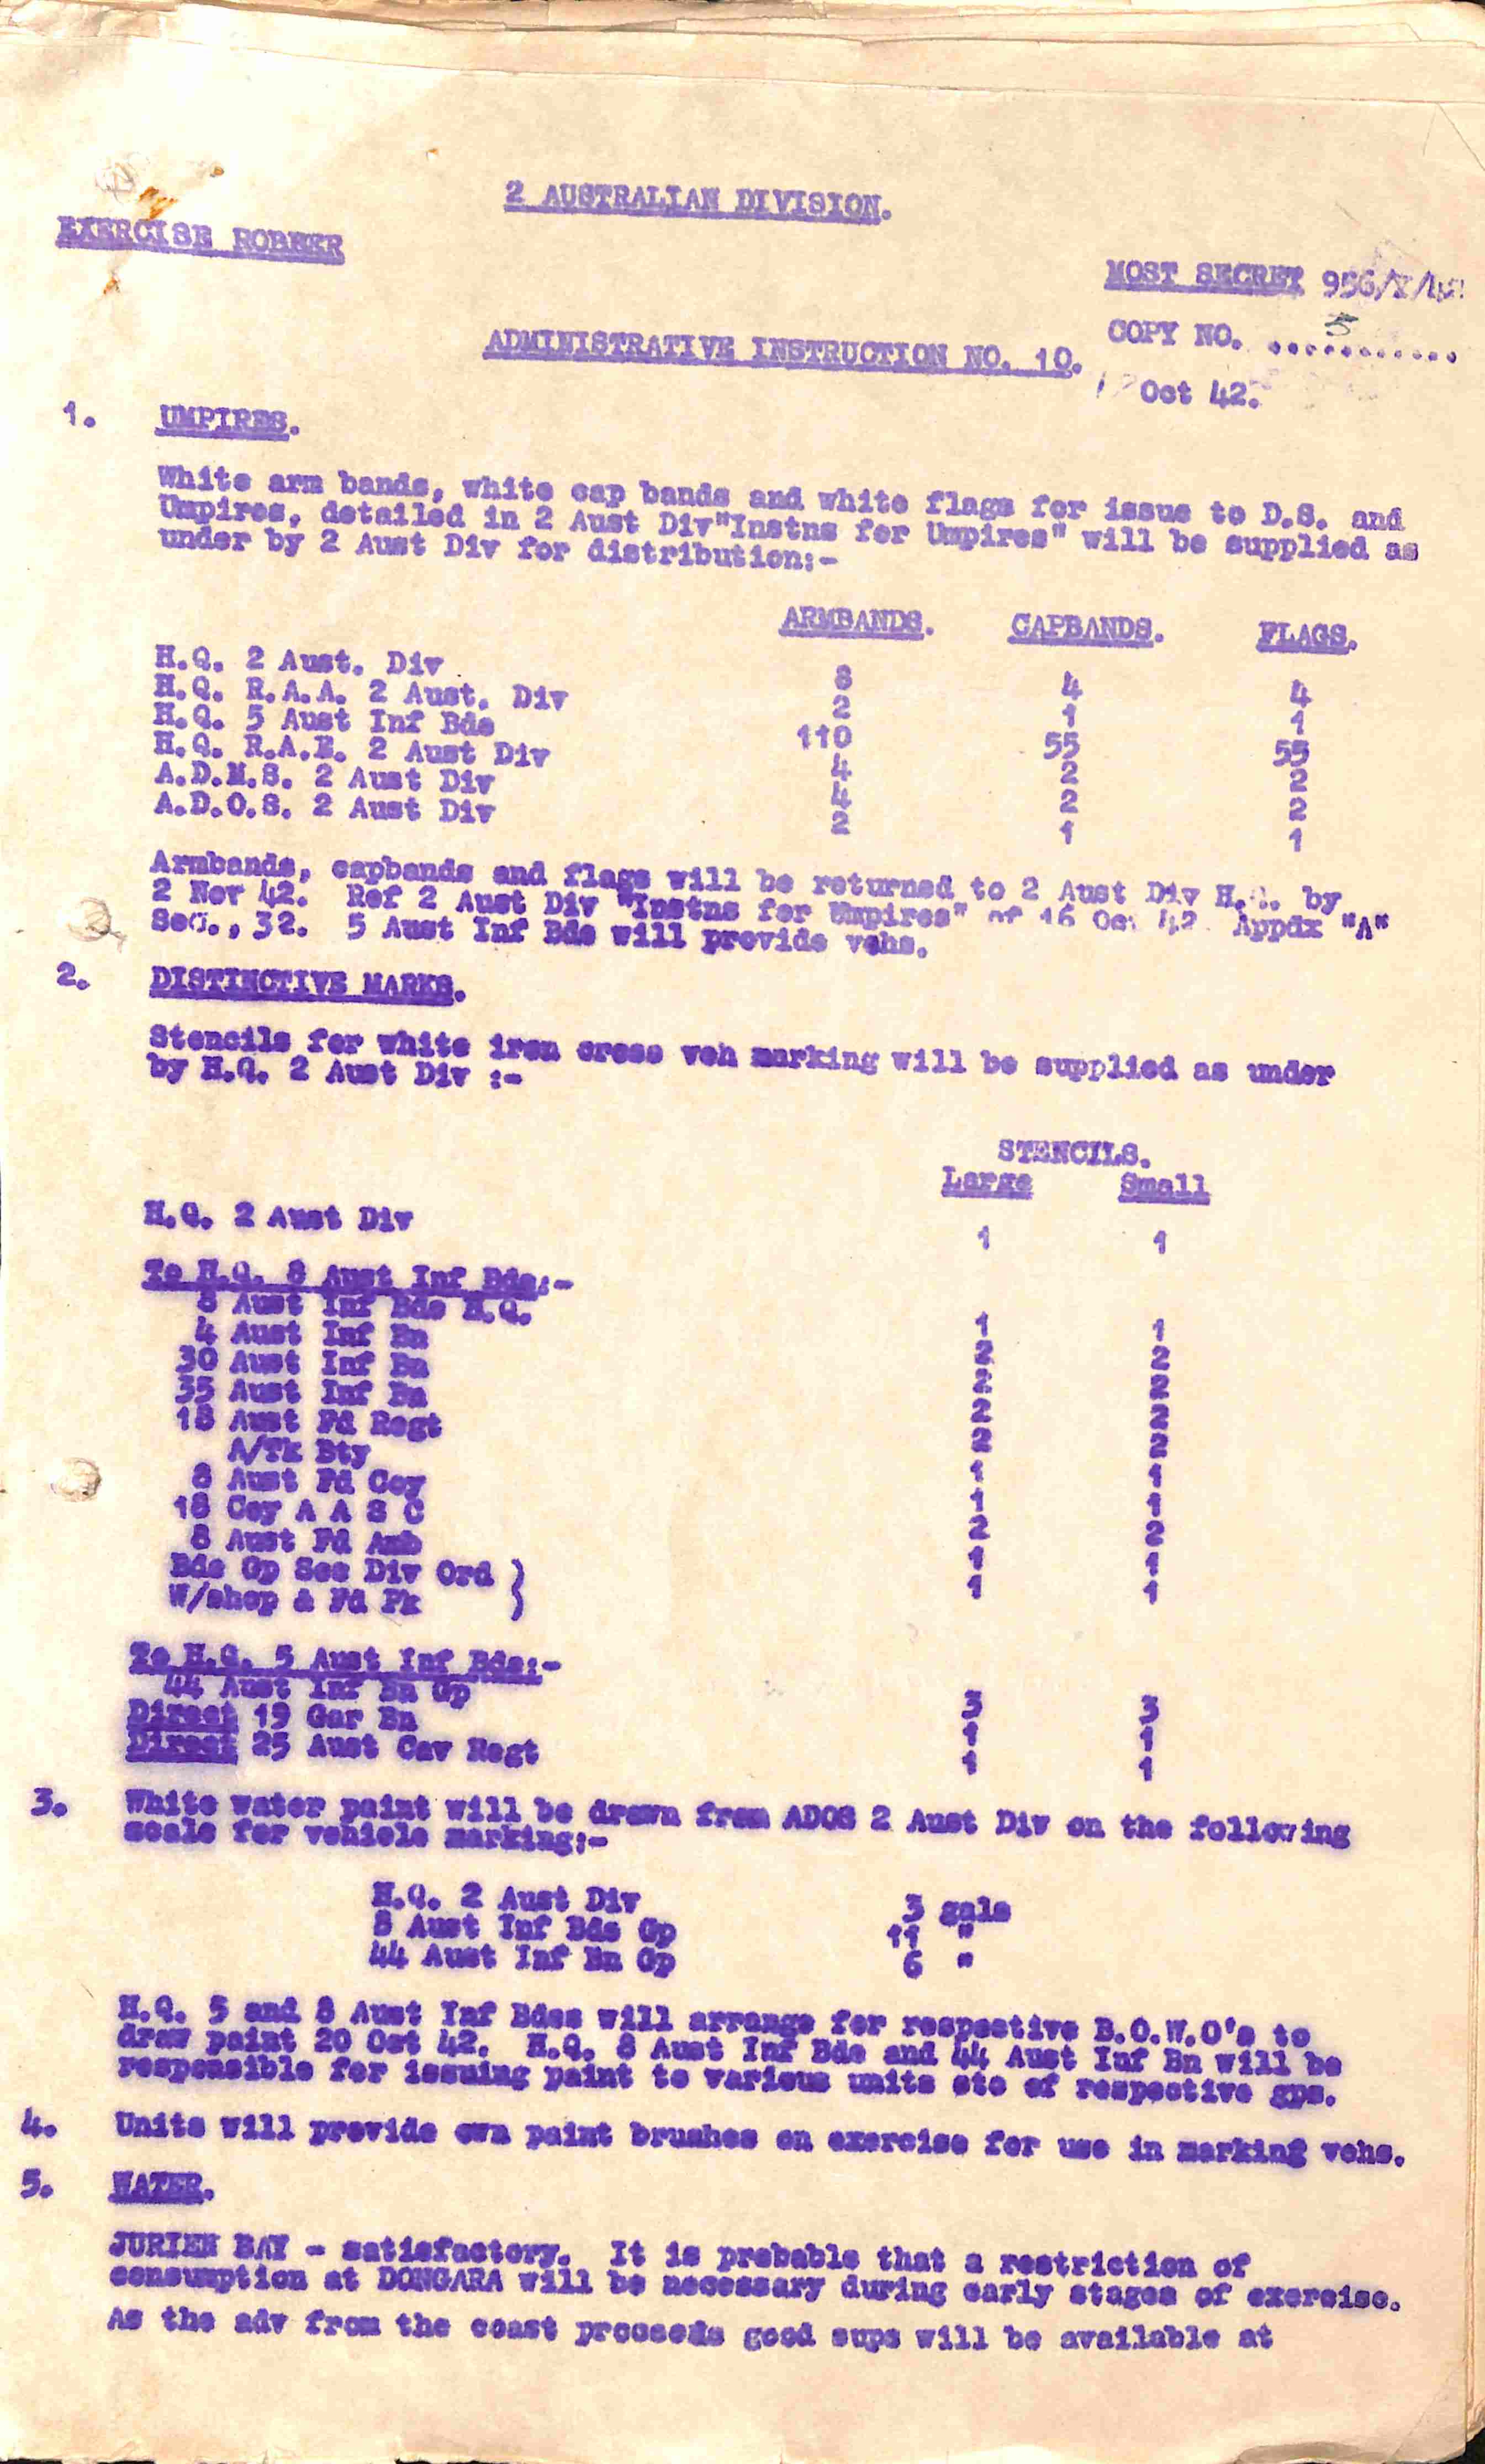 2 AUSTRALIAN DIVISION.
EXERCISE ROBBER
MOST SECRET 956/X/42
COPY NO. 5 ............
ADMINISTRATIVE INSTRUCTION NO. 10.
Oct 42.
1. UMPIRES.
White arm bands, white cap bands and white flags for issue to D.S. and
Umpires, detailed in 2 Aust Div"Instns for Umpires" will be supplied as
under by 2 Aust Div for distribution:-
ARMBANDS. CAPBANDS. FLAGS.
H.Q. 2 Aust. Div 8 4 4
H.Q. R.A.A. 2 Aust. Div 2 1 1
H.Q. 5 Aust Inf Bde 110 55 55
H.Q. R.A.E. 2 Aust Div 4 2 2
A.D.M.S. 2 Aust Div 4 2 2
A.D.O.S. 2 Aust Div 2 1 1
Armbands, capbands and flags will be returned to 2 Aust Div H.Q. by
2 Nov 42. Ref 2 Aust Div "Instns for Umpires" of 16 Oct 42. Appdx "A"
Sec., 32. 5 Aust Inf Bde will provide vehs.
2. DISTINCTIVE MARKS.
Stencils for white iron cross veh marking will be supplied as under
by H.Q. 2 Aust Div :-
STENCILS.
Large Small
H.Q. 2 Aust Div 1 1
To H.Q. 8 Aust Inf Bde:-
8 Aust Inf Bde H.Q. 1 1
4 Aust Inf Bn 2 2
30 Aust Inf Bn 2 2
35 Aust Inf Bn 2 2
18 Aust Fd Regt 2 2
A/Tk Bty 1 1
8 Aust Fd Coy 1 1
18 Coy A A S C 2 2
8 Aust Fd Amb 1 1
Bde Gp Sec Div Ord } 1 1
W/shop & Fd Pk }
To H.Q. 5 Aust Inf Bde:-
44 Aust Inf Bn Gp 3 3
Direct 19 Gar Bn 1 1
Direct 25 Aust Cav Regt 1 1
3. White water paint will be drawn from ADOS 2 Aust Div on the following
scale for vehicle marking:-
H.Q. 2 Aust Div 3 gals
8 Aust Inf Bde Gp 11 "
44 Aust Inf Bn Gp 6 "
H.Q. 5 and 8 Aust Inf Bdes will arrange for respective B.O.W.O's to
draw paint 20 Oct 42. H.Q. 8 Aust Inf Bde and 44 Aust Inf Bn will be
responsible for issuing paint to various units etc of respective gps.
4. Units will provide own paint brushes on exercise for use in marking vehs.
5. WATER.
JURIEN BAY - satisfactory. It is probable that a restriction of
consumption at DONGARA will be necessary during early stages of exercise.
As the adv from the coast proceeds good sups will be available at